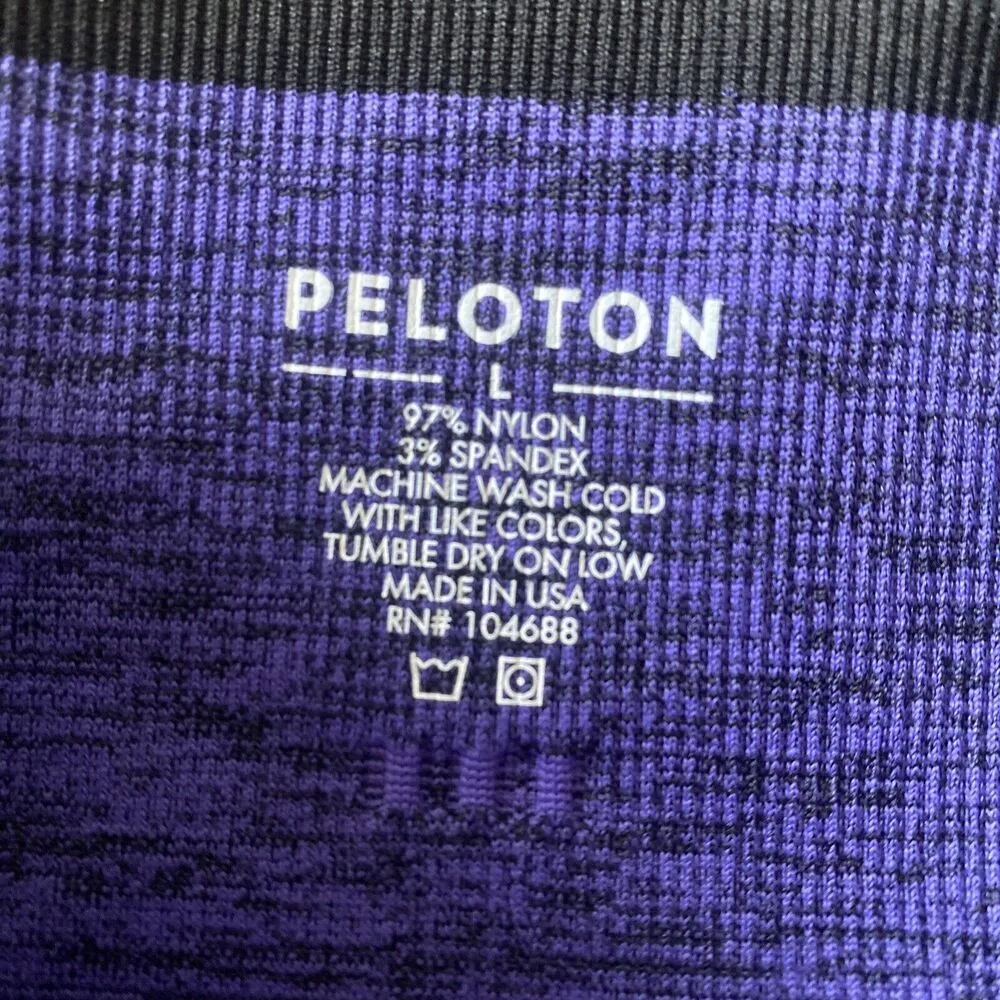 PELOTON
L
97% NYLON
3% SPANDEX
MACHINE WASH COLD
WITH LIKE COLORS,
TUMBLE DRY ON LOW
MADE IN USA
RN# 104688